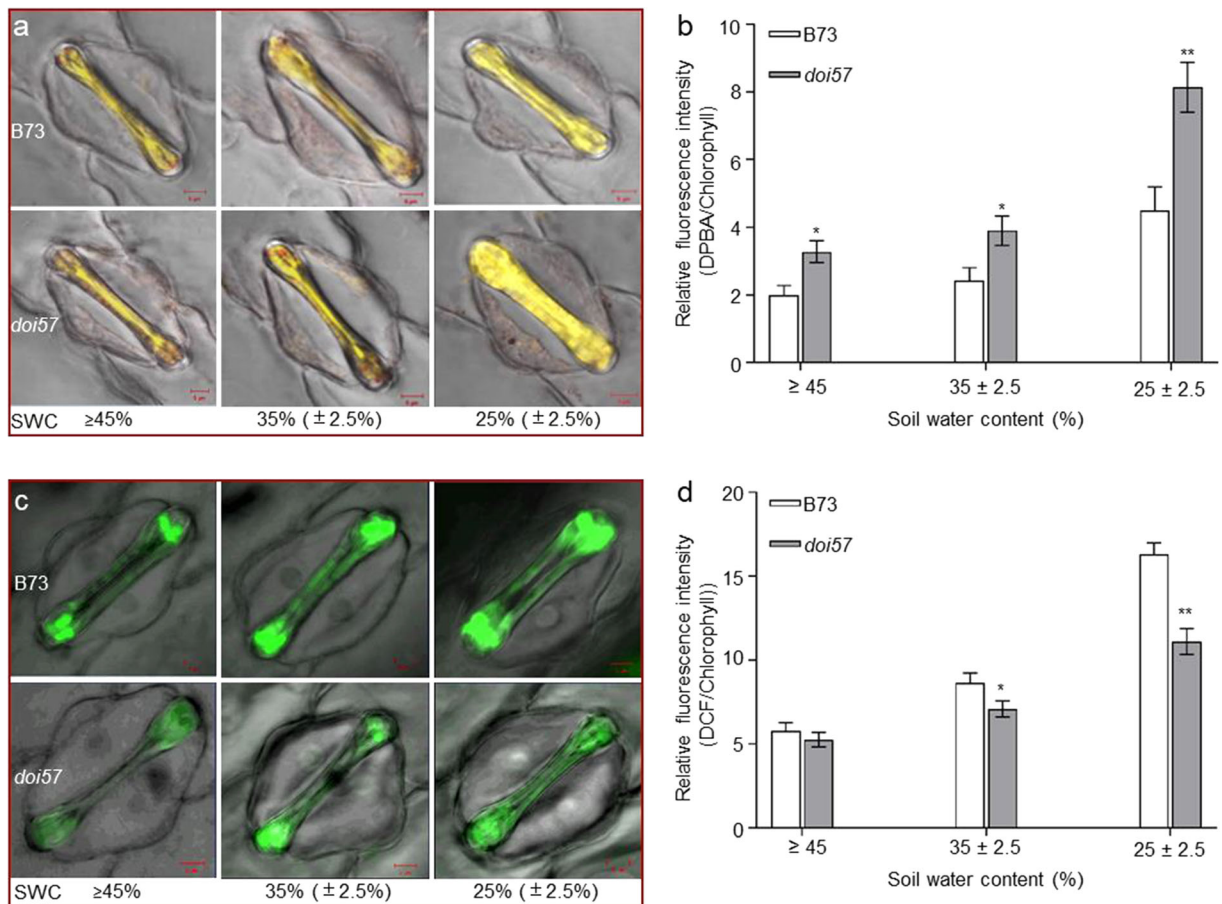 a
B73
doi57
SWC ≥45% 35% (±2.5%) 25% (±2.5%)
b
B73
doi57
Relative fluorescence intensity
(DPBA/Chlorophyll)
10
8
6
4
2
0
*
*
**
≥ 45 35 ± 2.5 25 ± 2.5
Soil water content (%)
c
B73
doi57
SWC ≥45% 35% (±2.5%) 25% (±2.5%)
d
B73
doi57
Relative fluorescence intensity
(DCF/Chlorophyll))
20
15
10
5
0
*
**
≥ 45 35 ± 2.5 25 ± 2.5
Soil water content (%)